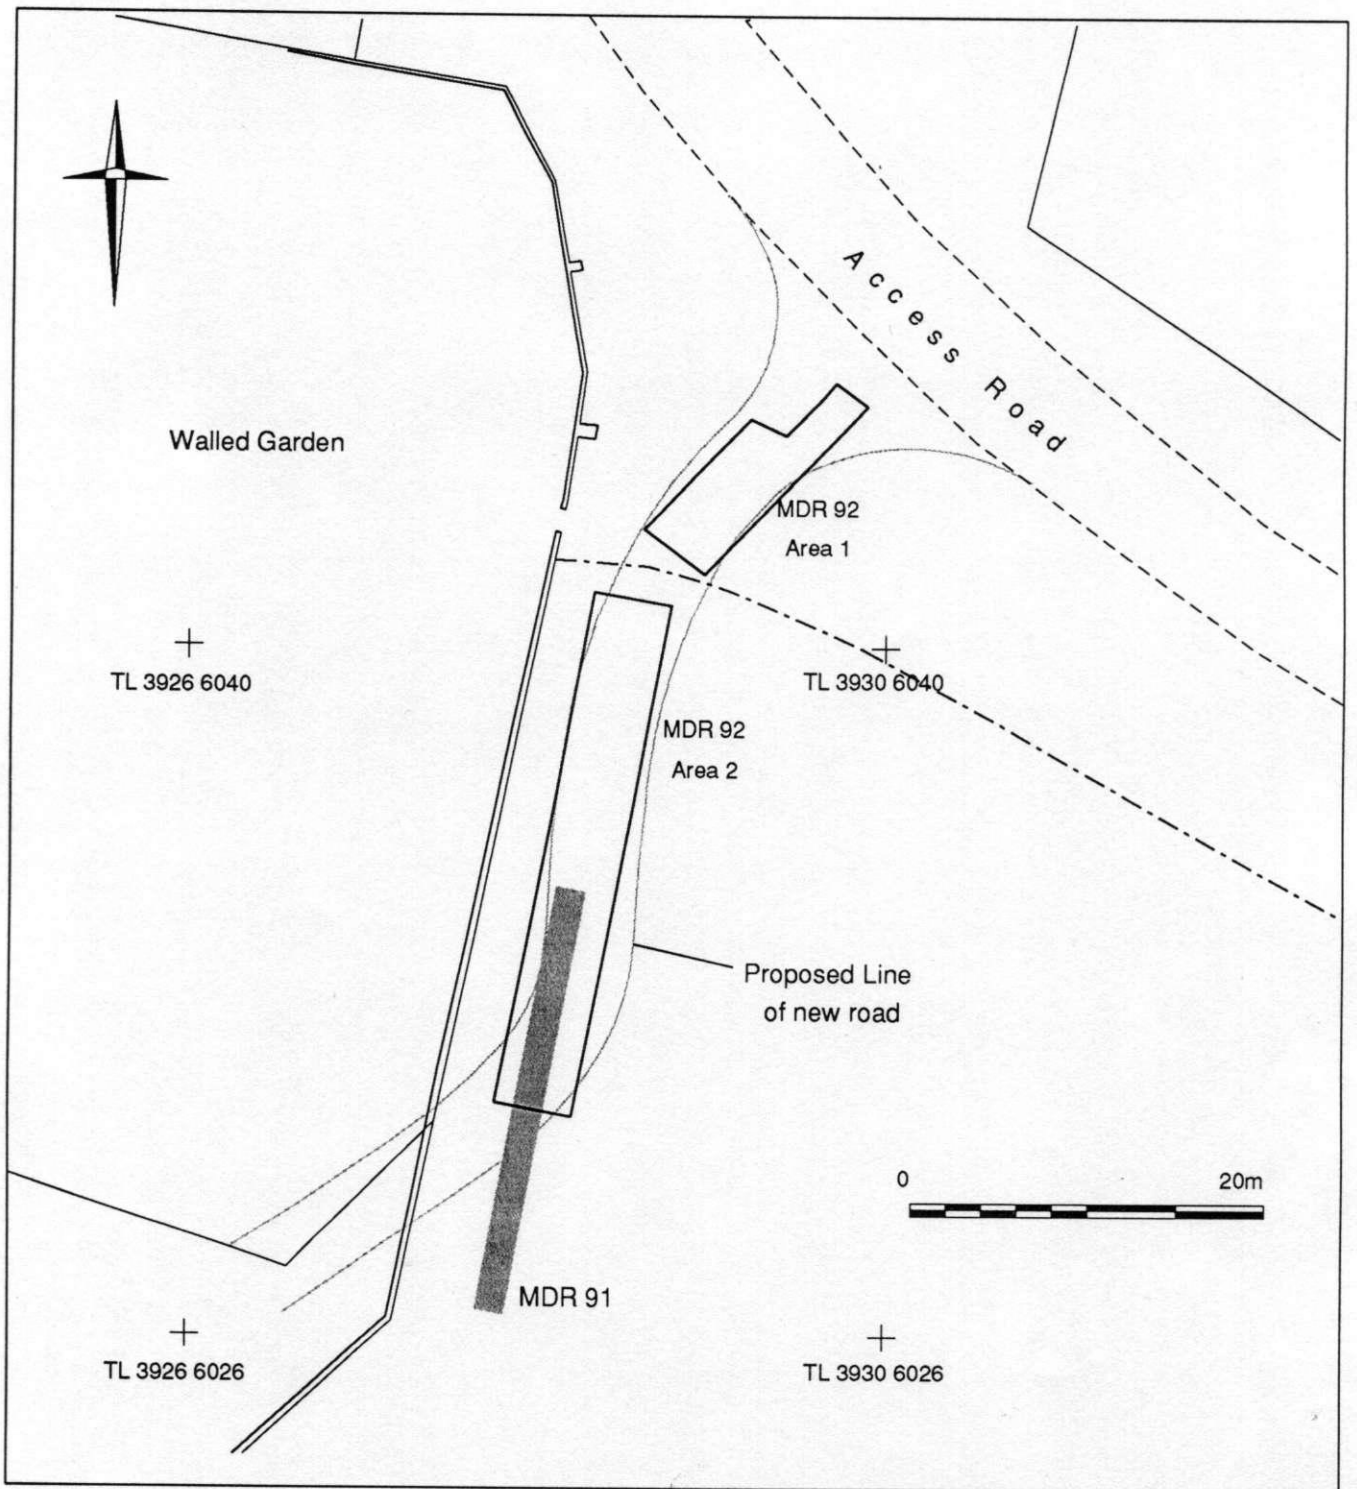 Access Road
Walled Garden
MDR 92
Area 1
TL 3926 6040
TL 3930 6040
MDR 92
Area 2
Proposed Line
of new road
0
20m
MDR 91
TL 3926 6026
TL 3930 6026